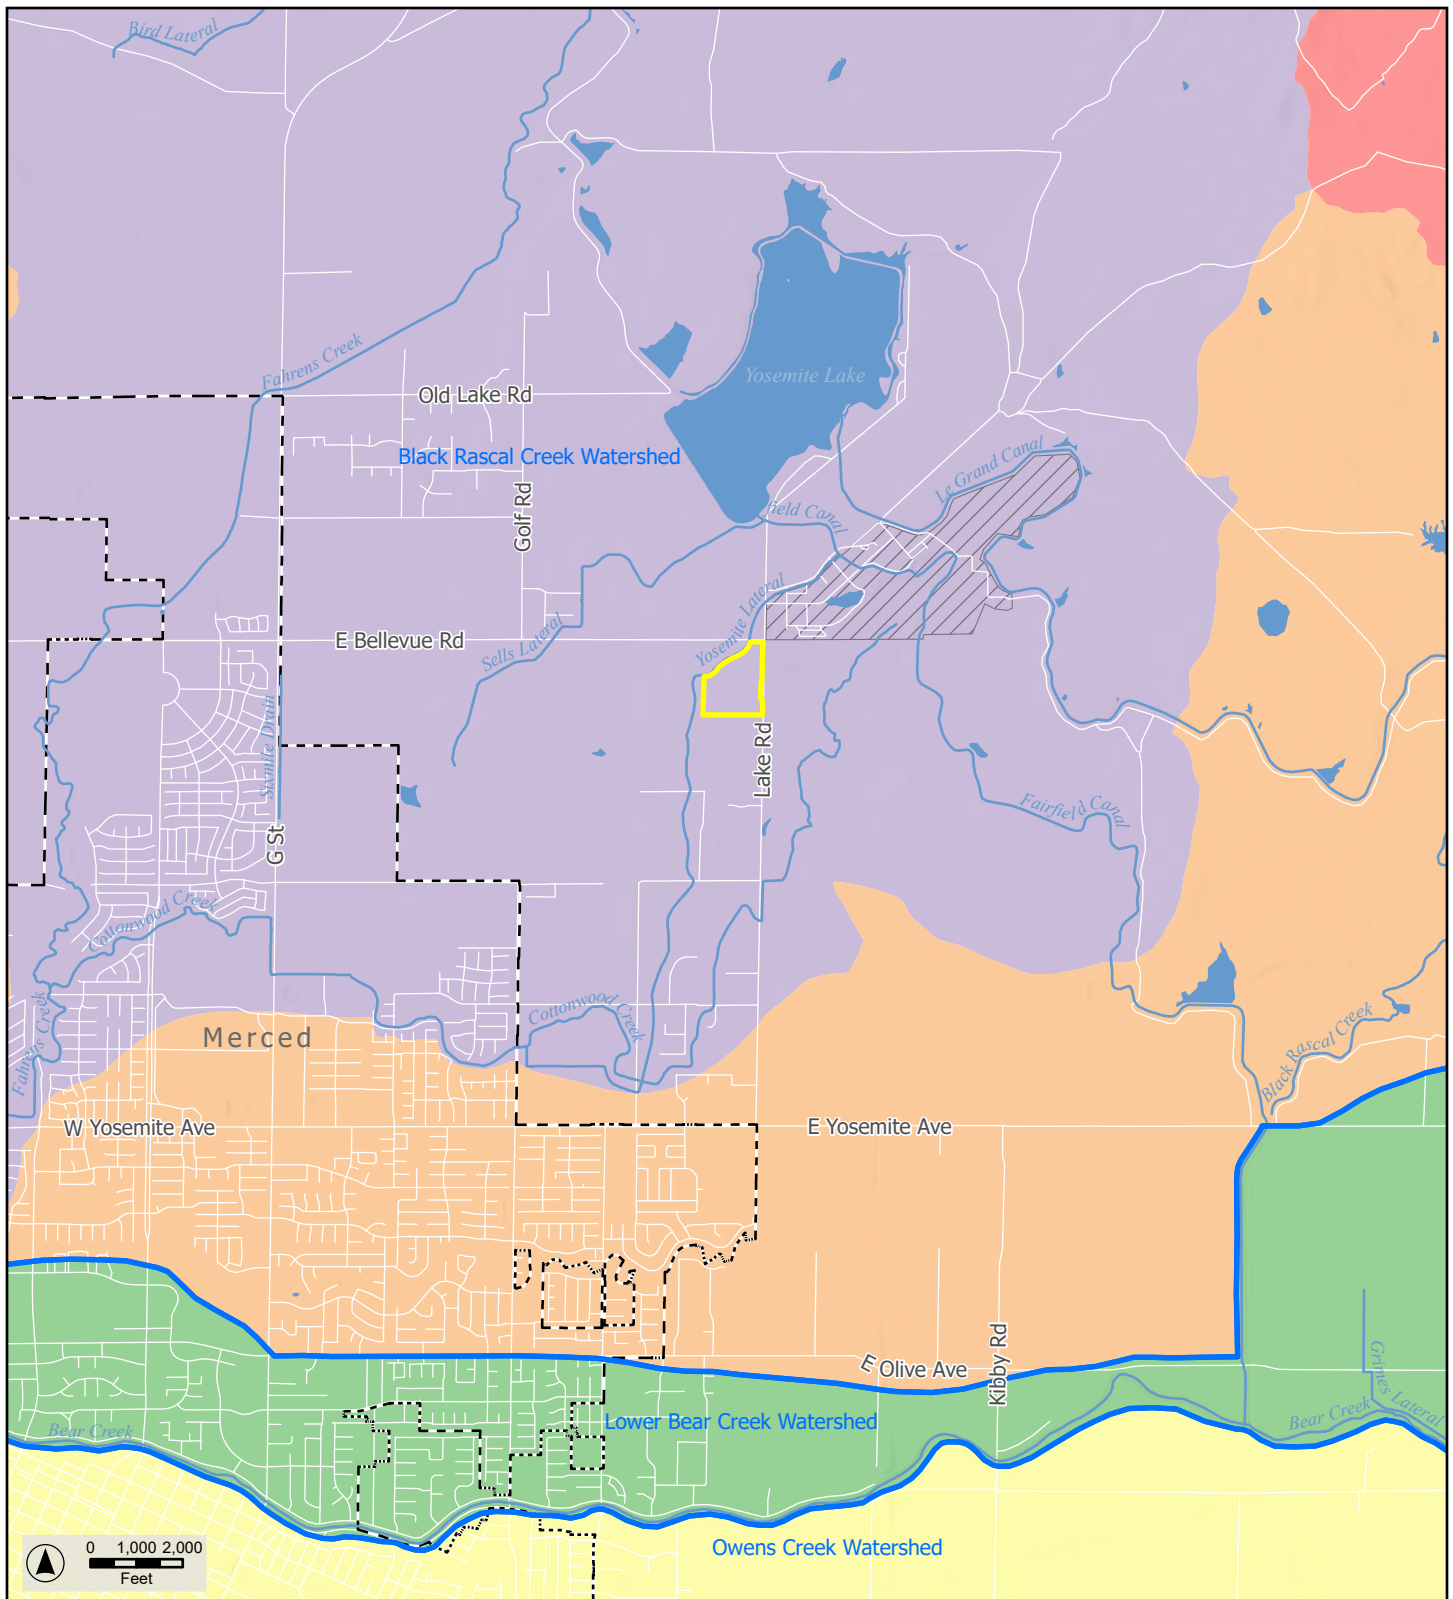 Bird Lateral
Fahrens Creek
Yosemite Lake
Old Lake Rd
Black Rascal Creek Watershed
Le Grand Canal
Golf Rd
field Canal
Yosemite Lateral
E Bellevue Rd
Sells Lateral
Sixmile Drain
Lake Rd
Fairfield Canal
G St
Cottonwood Creek
Cottonwood Creek
Fahrens Creek
Merced
Black Rascal Creek
W Yosemite Ave
E Yosemite Ave
Kibby Rd
E Olive Ave
Grimes Lateral
Lower Bear Creek Watershed
Bear Creek
Bear Creek
Owens Creek Watershed
0 1,000 2,000
Feet